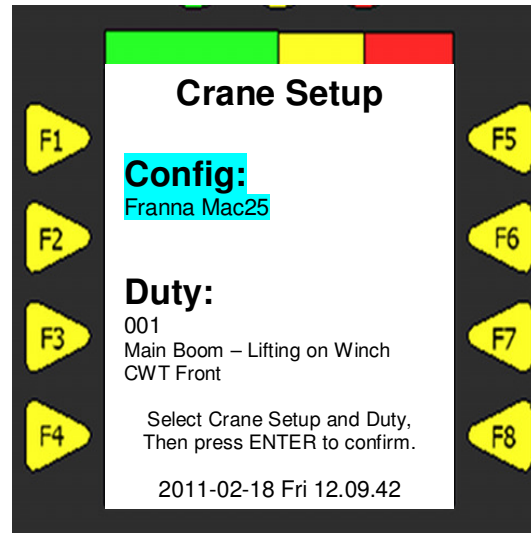 Crane Setup
F1
F5
Config:
Franna Mac25
F2
F6
Duty:
001
F3
F7
Main Boom – Lifting on Winch
CWT Front
Select Crane Setup and Duty,
F4
F8
Then press ENTER to confirm.
2011-02-18 Fri 12.09.42